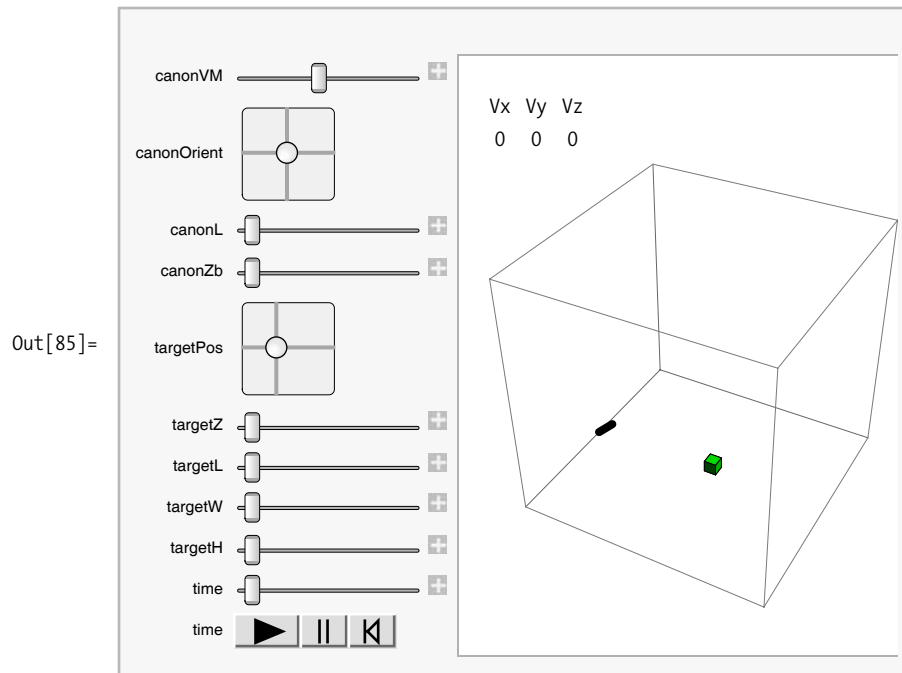 canonVM
Vx Vy Vz
0 0 0
canonOrient
canonL
canonZb
Out[85]=
targetPos
targetZ
targetL
targetW
targetH
time
time